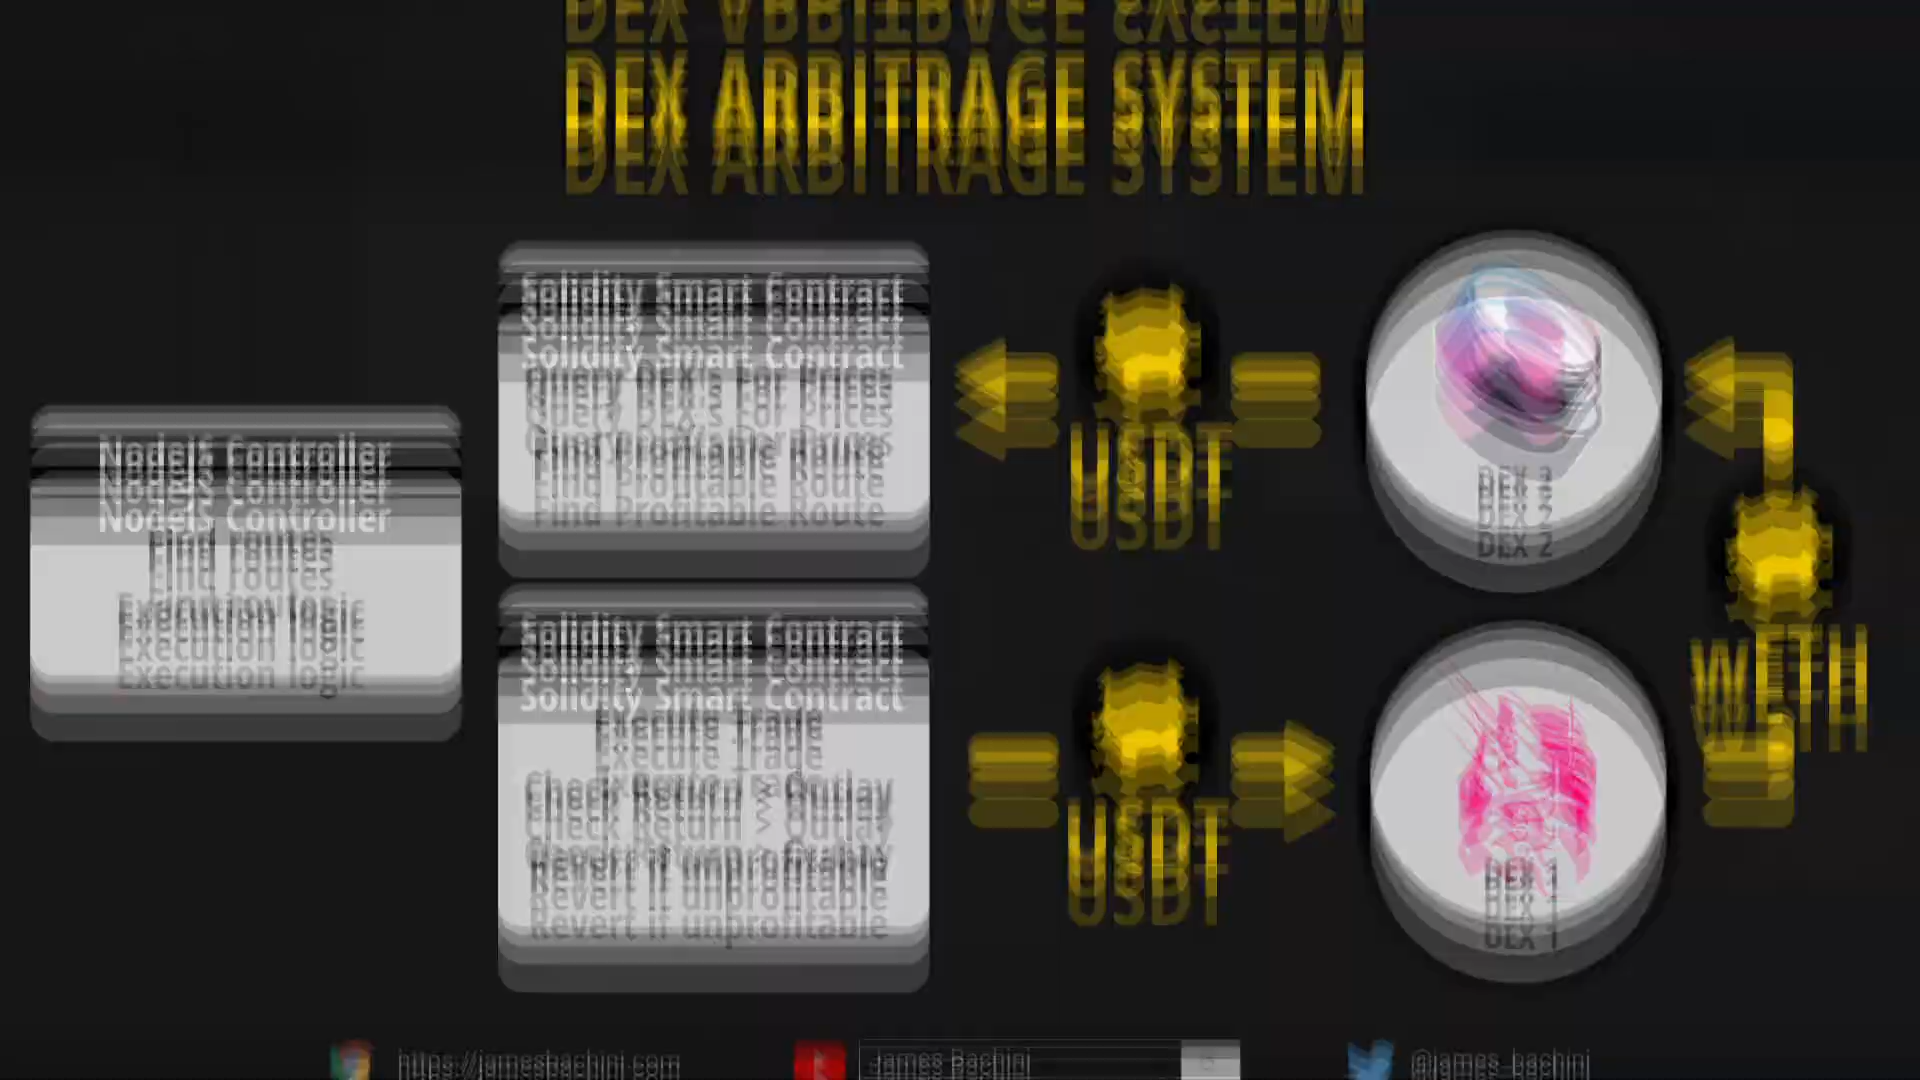 DEX ARBITRAGE SYSTEM
Solidity Smart Contract
Query DEX's For Prices
Find Profitable Route
USDT
DEX 2
NodeJS Controller
Find routes
Execution logic
WETH
Solidity Smart Contract
Execute Trade
Check Return > Outlay
Revert if unprofitable
USDT
DEX 1
https://jamesbachini.com
James Bachini
@james_bachini